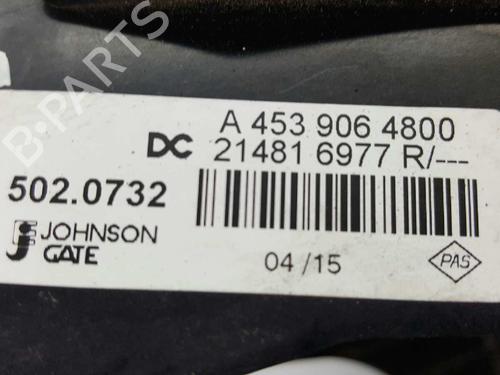 B-PARTS
A 453 906 4800
DC 21481 6977 R/---
502.0732
JOHNSON
GATE
04/15
PAS